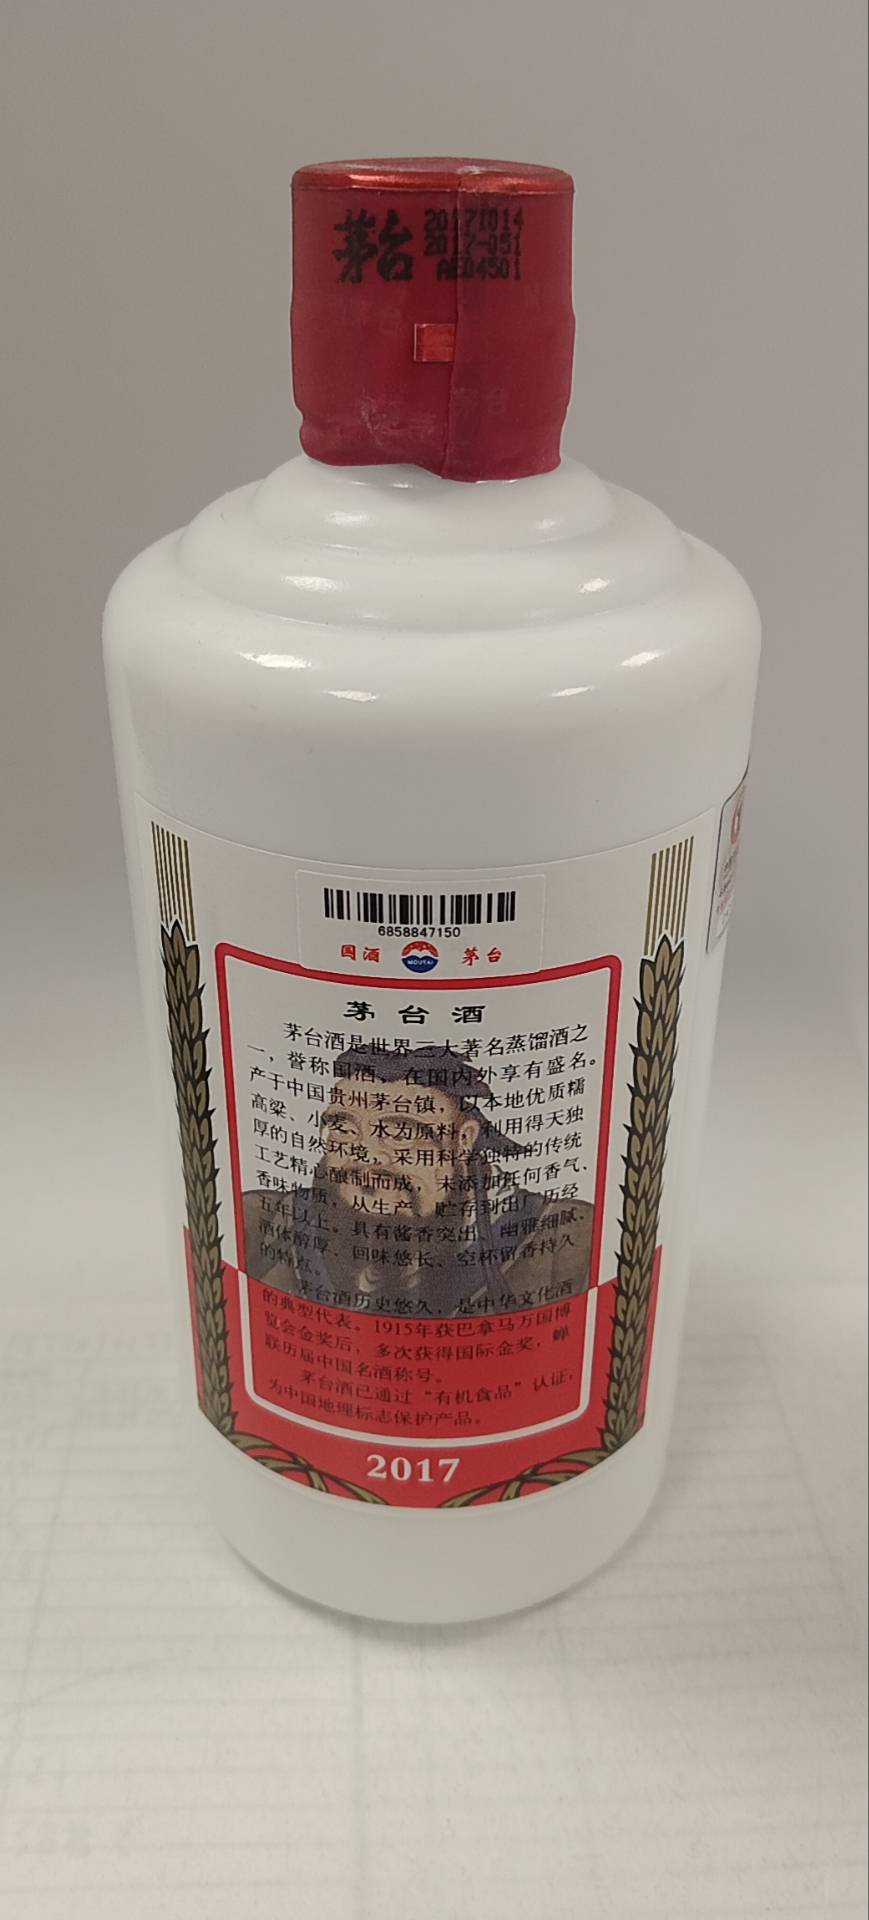 茅台
20171014
2017-051
AE04501
6858847150
国酒
MOUTAI
茅台
茅台酒
茅台酒是世界三大著名蒸馏酒之
一，誉称国酒，在国内外享有盛名。
产于中国贵州茅台镇，以本地优质糯
高粱、小麦、水为原料，利用得天独
厚的自然环境，采用科学独特的传统
工艺精心酿制而成，未添加任何香气、
香味物质，从生产、贮存到出厂历经
五年以上。具有酱香突出、幽雅细腻、
酒体醇厚、回味悠长、空杯留香持久
的特点。
茅台酒历史悠久，是中华文化酒
的典型代表。1915年获巴拿马万国博
览会金奖后，多次获得国际金奖，蝉
联历届中国名酒称号。
茅台酒已通过“有机食品”认证，
为中国地理标志保护产品。
2017